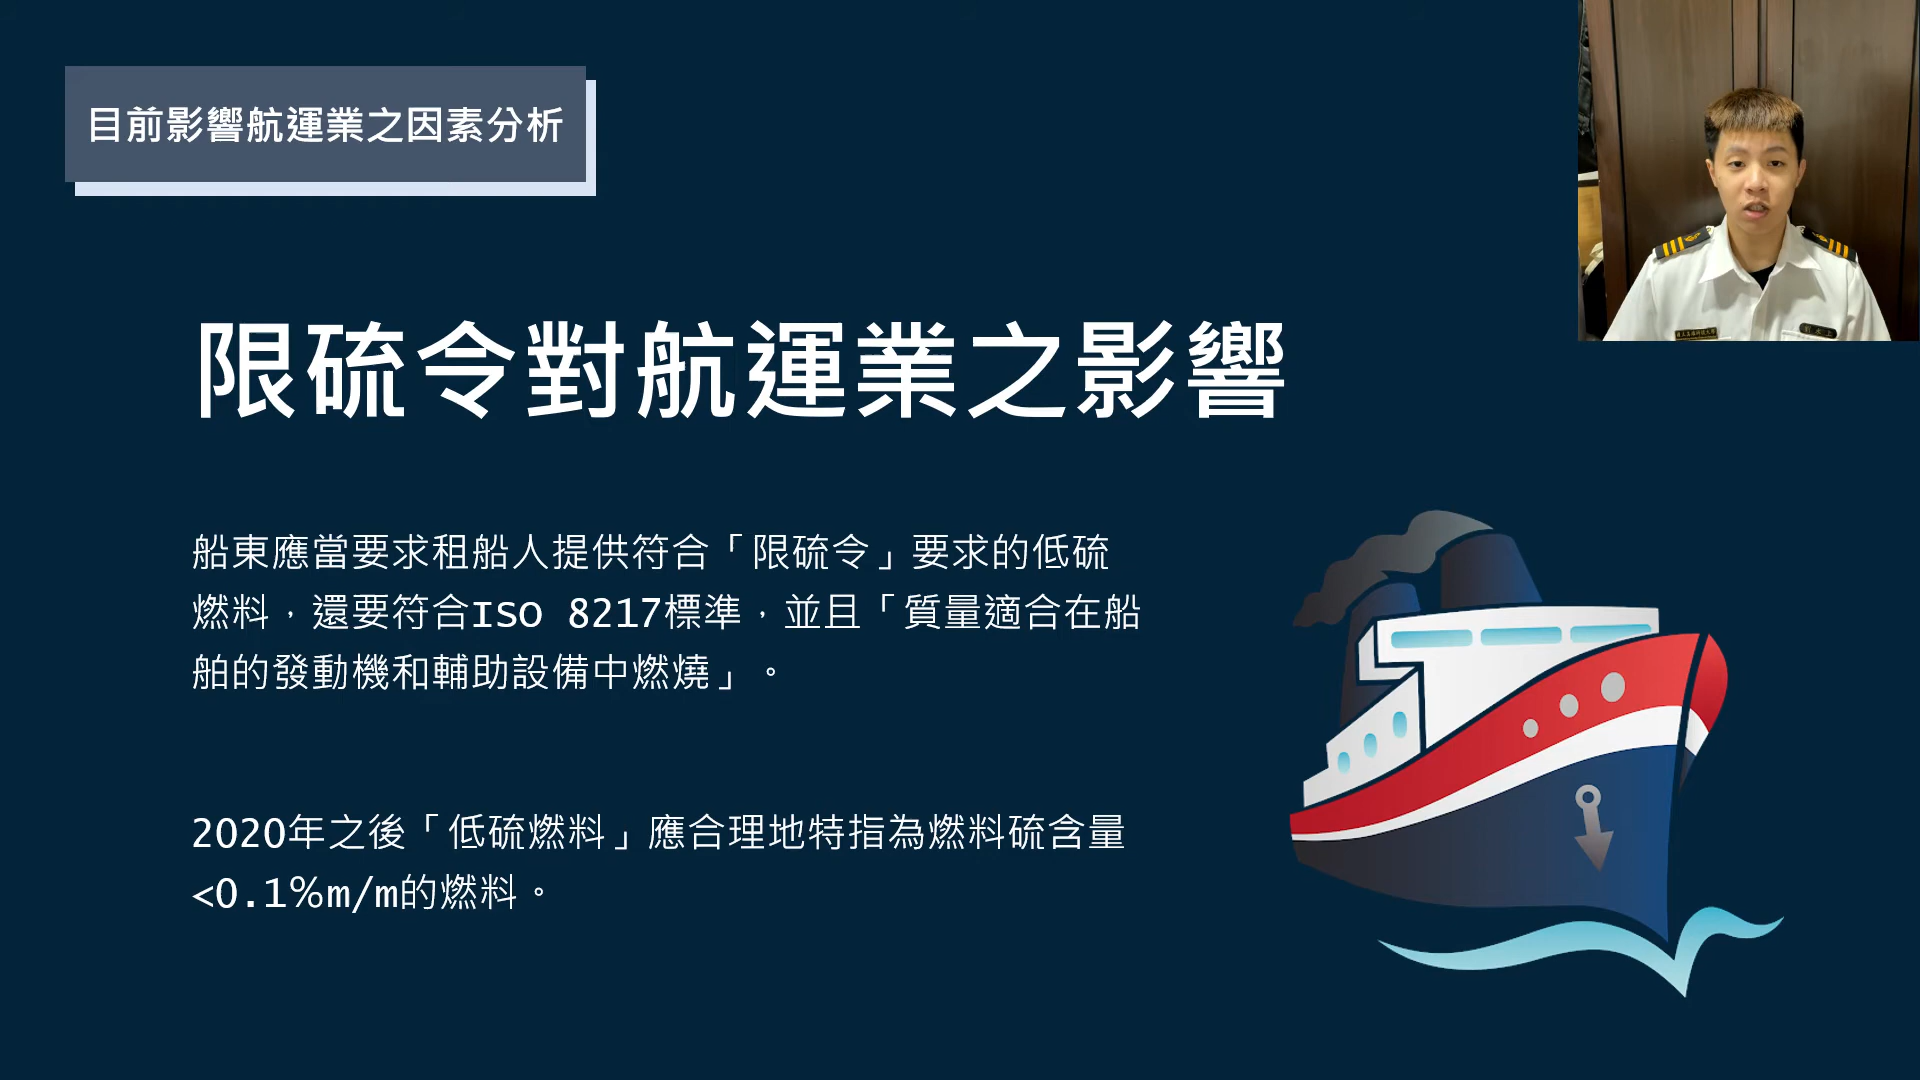 目前影響航運業之因素分析
限硫令對航運業之影響
船東應當要求租船人提供符合「限硫令」要求的低硫
燃料，還要符合ISO 8217標準，並且「質量適合在船
舶的發動機和輔助設備中燃燒」。
2020年之後「低硫燃料」應合理地特指為燃料硫含量
<0.1%m/m的燃料。